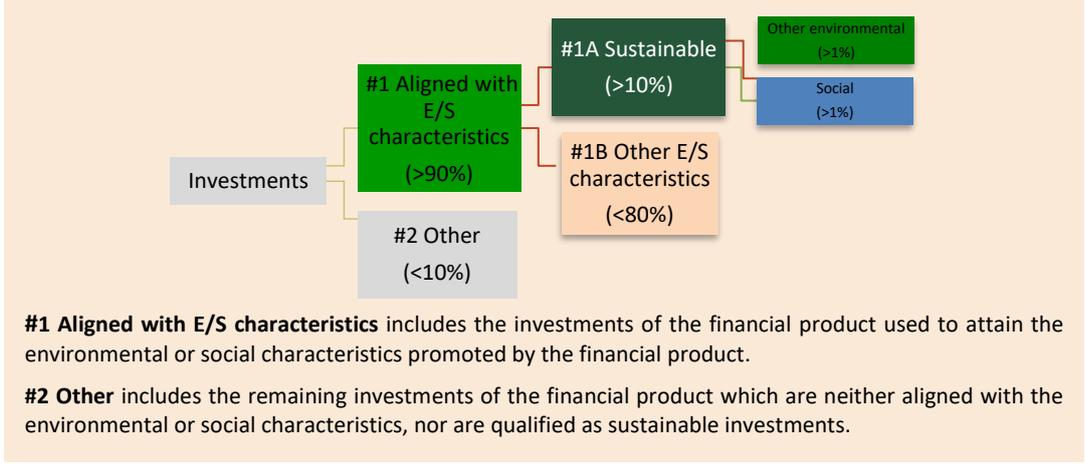 Investments
#1 Aligned with
E/S
characteristics
(>90%)
#2 Other
(<10%)
#1A Sustainable
(>10%)
#1B Other E/S
characteristics
(<80%)
Other environmental
(>1%)
Social
(>1%)
#1 Aligned with E/S characteristics includes the investments of the financial product used to attain the
environmental or social characteristics promoted by the financial product.
#2 Other includes the remaining investments of the financial product which are neither aligned with the
environmental or social characteristics, nor are qualified as sustainable investments.